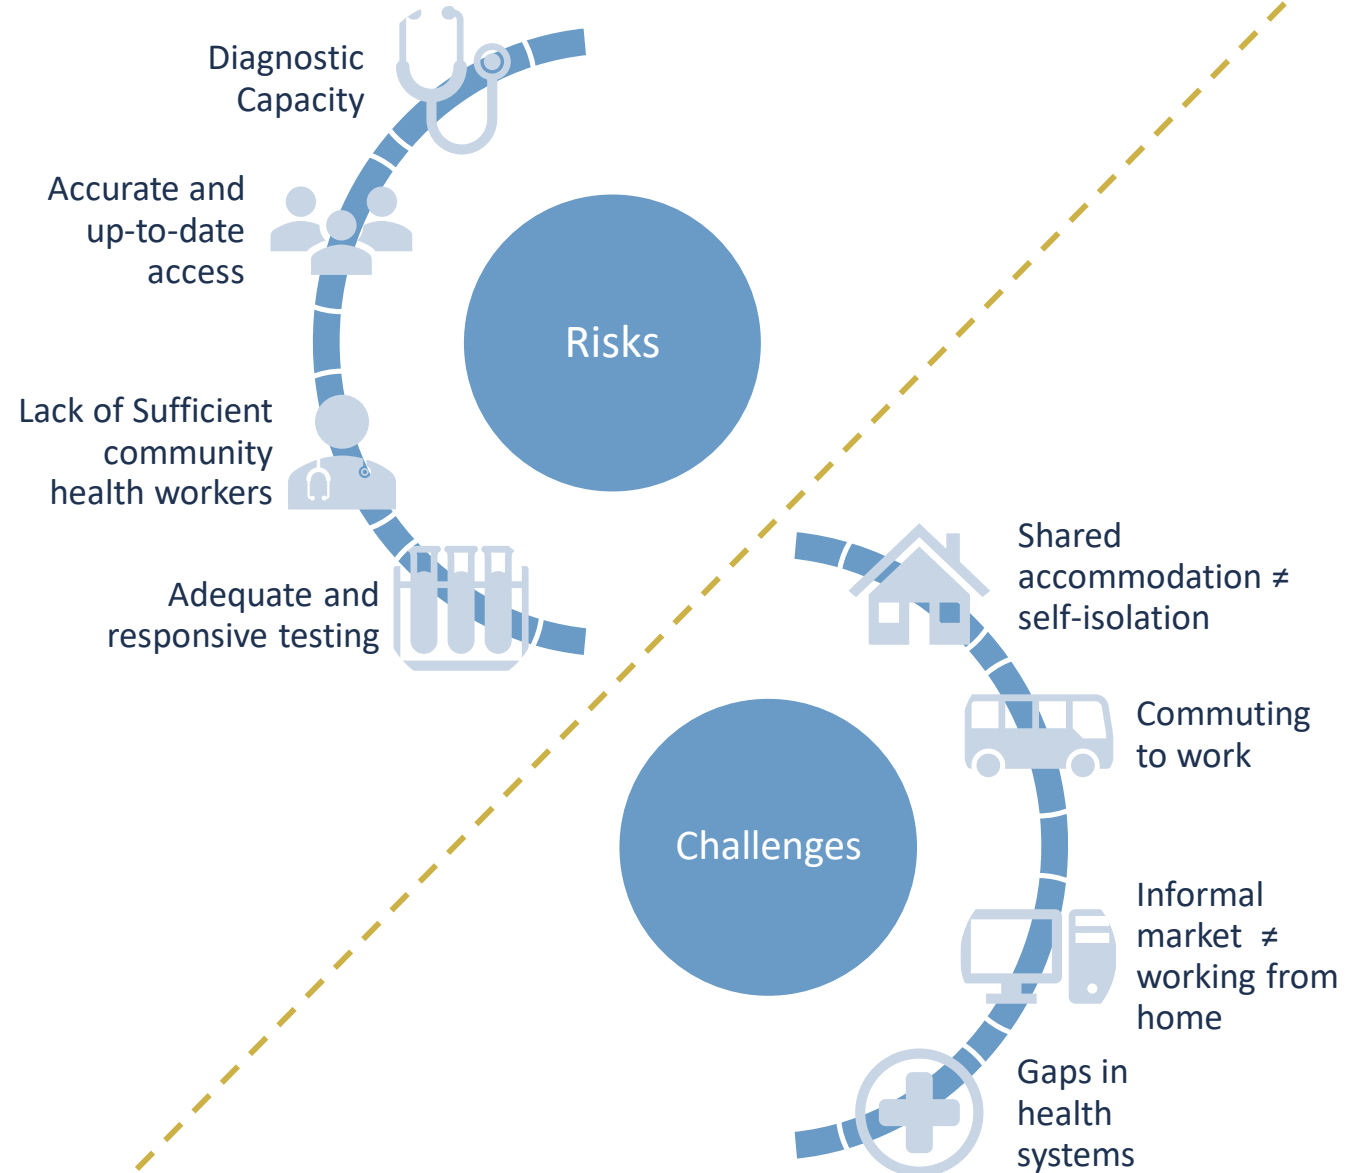 Diagnostic
Capacity
Accurate and
up-to-date
access
Risks
Lack of Sufficient
community
health workers
Adequate and
responsive testing
Shared
accommodation ≠
self-isolation
Commuting
to work
Challenges
Informal
market ≠
working from
home
Gaps in
health
systems